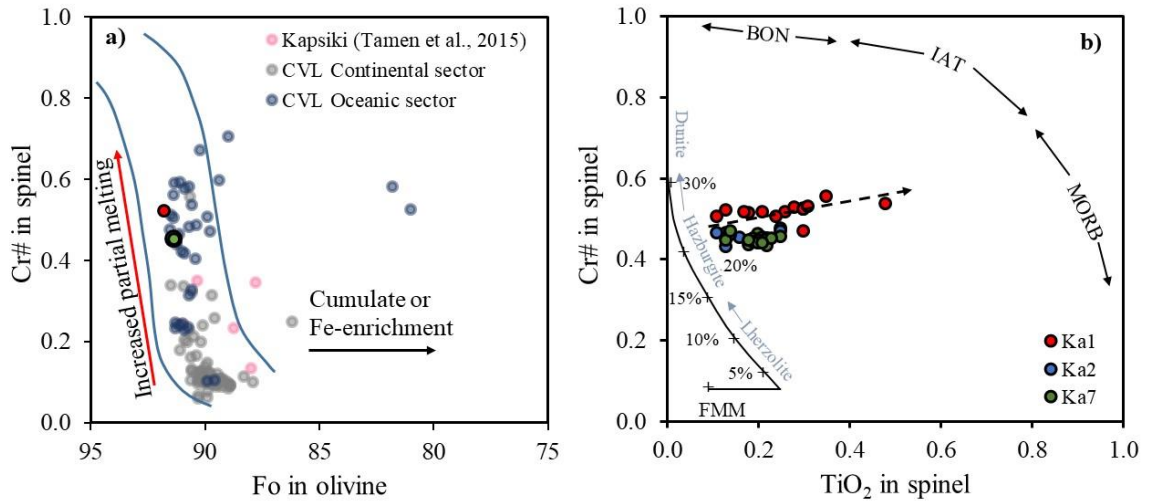 a)
Kapsiki (Tamen et al., 2015)
CVL Continental sector
CVL Oceanic sector
Increased partial melring
Cumulate or
Fe-enrichment
Cr# in spinel
1.0
0.8
0.6
0.4
0.2
0.0
95
90
85
80
75
Fo in olivine
b)
BON
IAT
MORB
Dunite
Hazburgite
Lherzolite
30%
20%
15%
10%
5%
FMM
Ka1
Ka2
Ka7
Cr# in spinel
1.0
0.8
0.6
0.4
0.2
0.0
0.0
0.2
0.4
0.6
0.8
1.0
TiO₂ in spinel